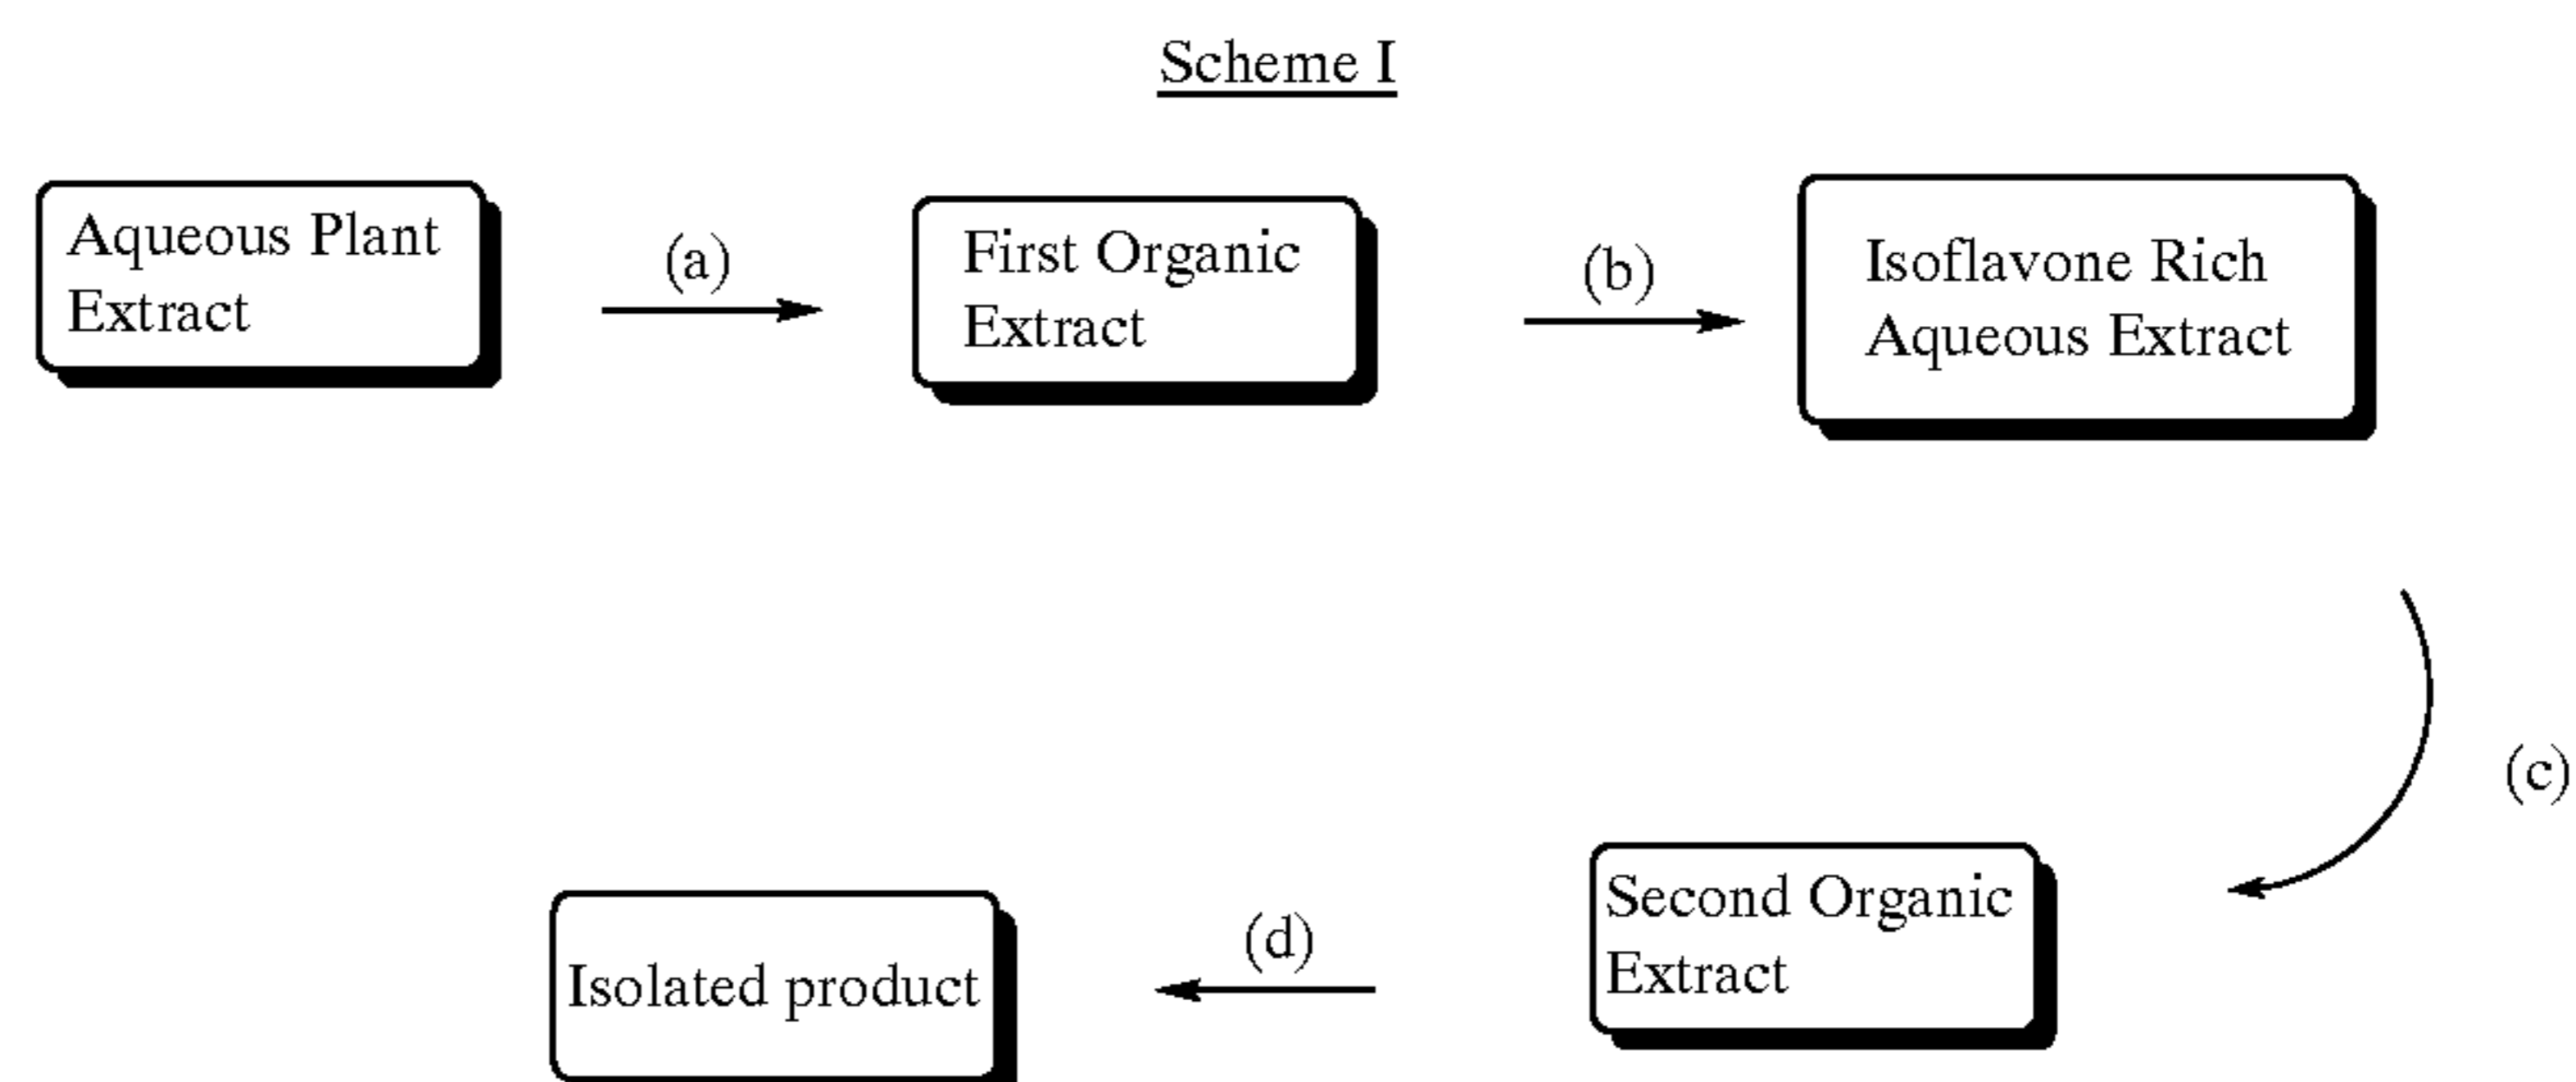 Scheme I
Aqueous Plant
Extract
(a)
First Organic
Extract
(b)
Isoflavone Rich
Aqueous Extract
(c)
Second Organic
Extract
(d)
Isolated product